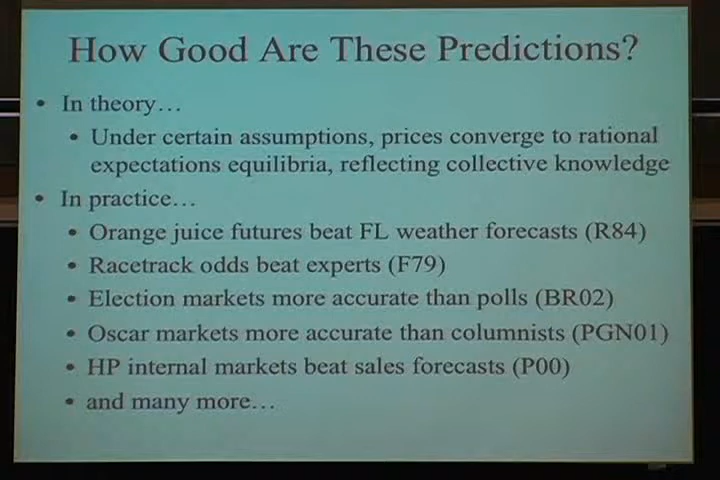 How Good Are These Predictions?
• In theory…
• Under certain assumptions, prices converge to rational
expectations equilibria, reflecting collective knowledge
• In practice…
• Orange juice futures beat FL weather forecasts (R84)
• Racetrack odds beat experts (F79)
• Election markets more accurate than polls (BR02)
• Oscar markets more accurate than columnists (PGN01)
• HP internal markets beat sales forecasts (P00)
• and many more…